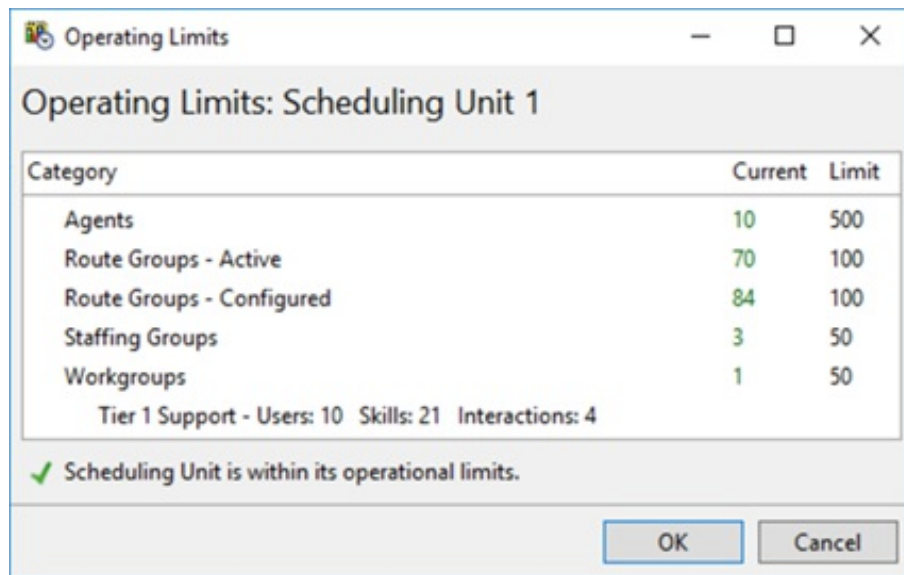 Operating Limits
Operating Limits: Scheduling Unit 1
Category Current Limit
Agents 10 500
Route Groups - Active 70 100
Route Groups - Configured 84 100
Staffing Groups 3 50
Workgroups 1 50
Tier 1 Support - Users: 10 Skills: 21 Interactions: 4
Scheduling Unit is within its operational limits.
OK Cancel